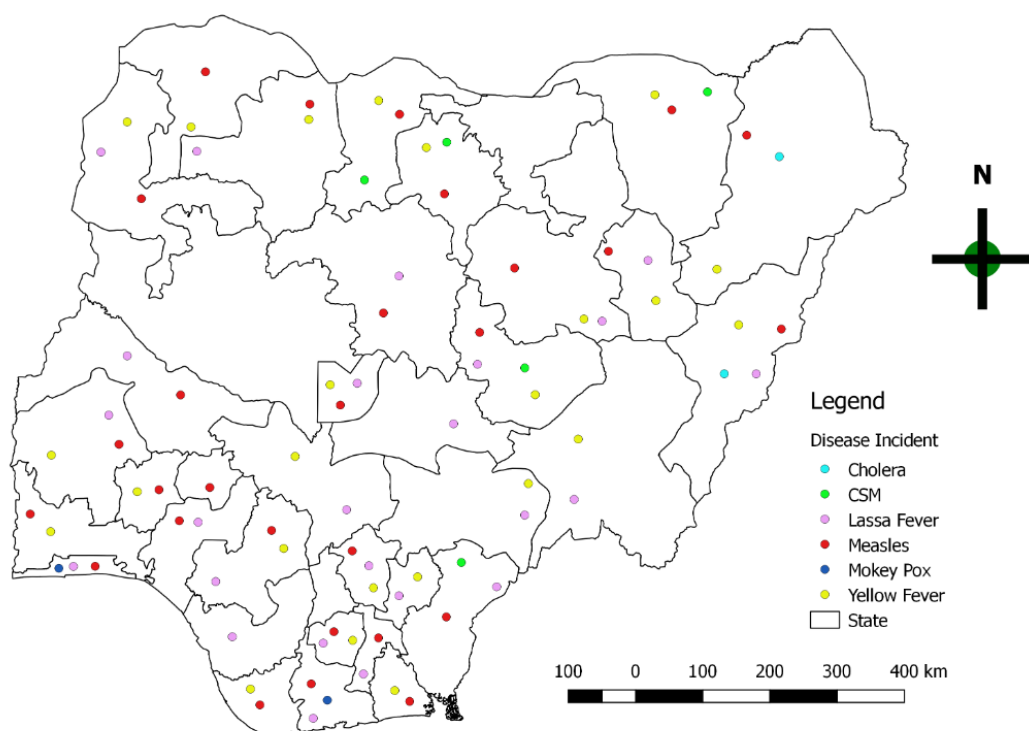 N
Legend
Disease Incident
Cholera
CSM
Lassa Fever
Measles
Mokey Pox
Yellow Fever
State
100 0 100 200 300 400 km